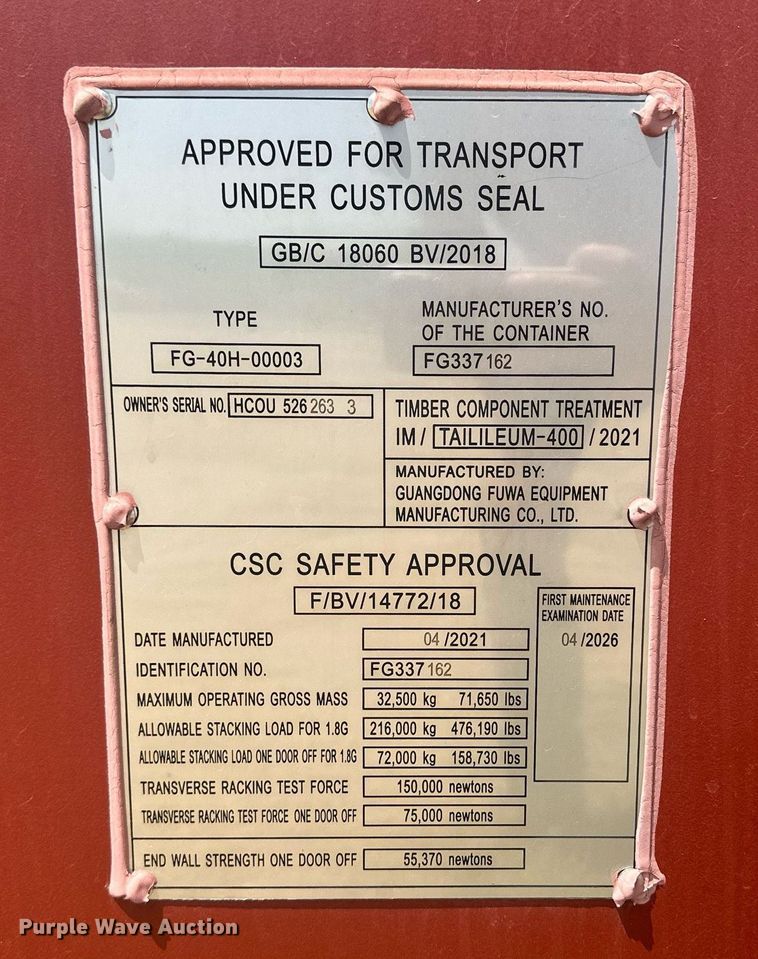 APPROVED FOR TRANSPORT
UNDER CUSTOMS SEAL
GB/C 18060 BV/2018
TYPE
FG-40H-00003
MANUFACTURER'S NO.
OF THE CONTAINER
FG337162
OWNER'S SERIAL NO. HCOU 526263 3
TIMBER COMPONENT TREATMENT
IM / TAILILEUM-400 / 2021
MANUFACTURED BY:
GUANGDONG FUWA EQUIPMENT
MANUFACTURING CO., LTD.
CSC SAFETY APPROVAL
F/BV/14772/18
FIRST MAINTENANCE
EXAMINATION DATE
04 /2026
DATE MANUFACTURED 04 /2021
IDENTIFICATION NO. FG337162
MAXIMUM OPERATING GROSS MASS 32,500 kg 71,650 lbs
ALLOWABLE STACKING LOAD FOR 1.8G 216,000 kg 476,190 lbs
ALLOWABLE STACKING LOAD ONE DOOR OFF FOR 1.8G 72,000 kg 158,730 lbs
TRANSVERSE RACKING TEST FORCE 150,000 newtons
TRANSVERSE RACKING TEST FORCE ONE DOOR OFF 75,000 newtons
END WALL STRENGTH ONE DOOR OFF 55,370 newtons
Purple Wave Auction